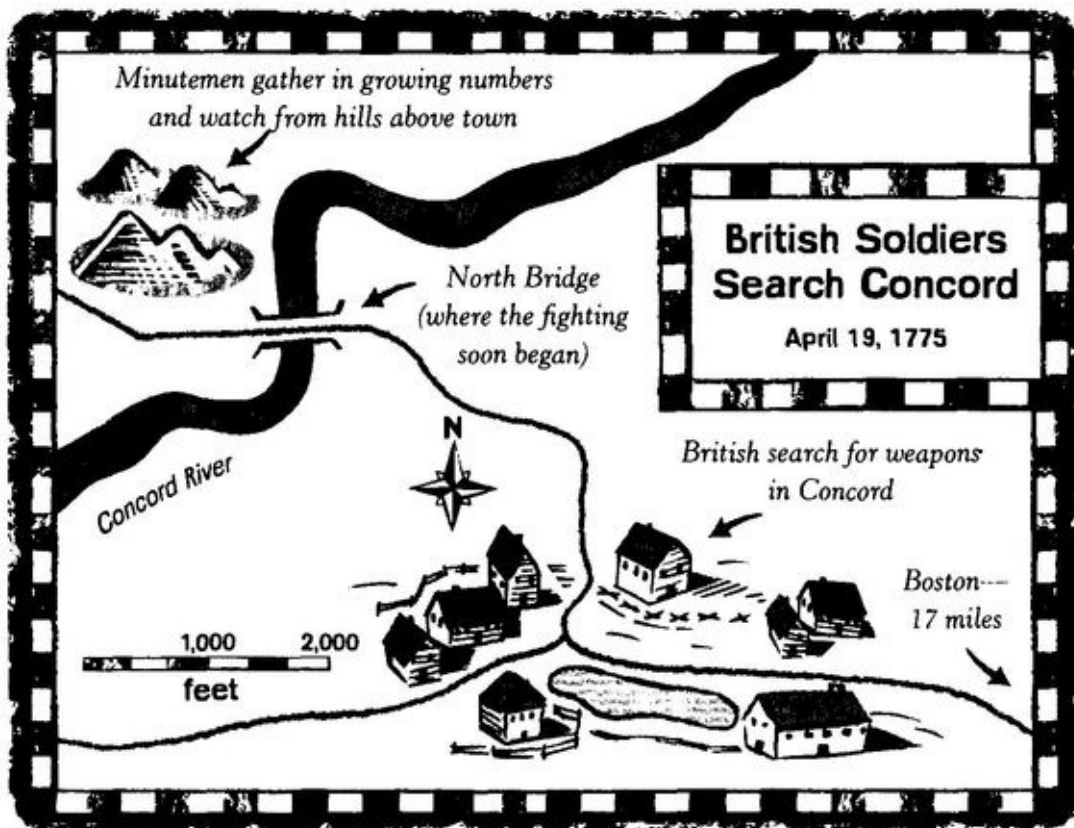 Minutemen gather in growing numbers
and watch from hills above town
British Soldiers
Search Concord
April 19, 1775
North Bridge
(where the fighting
soon began)
N
Concord River
British search for weapons
in Concord
Boston----
17 miles
1,000 2,000
feet